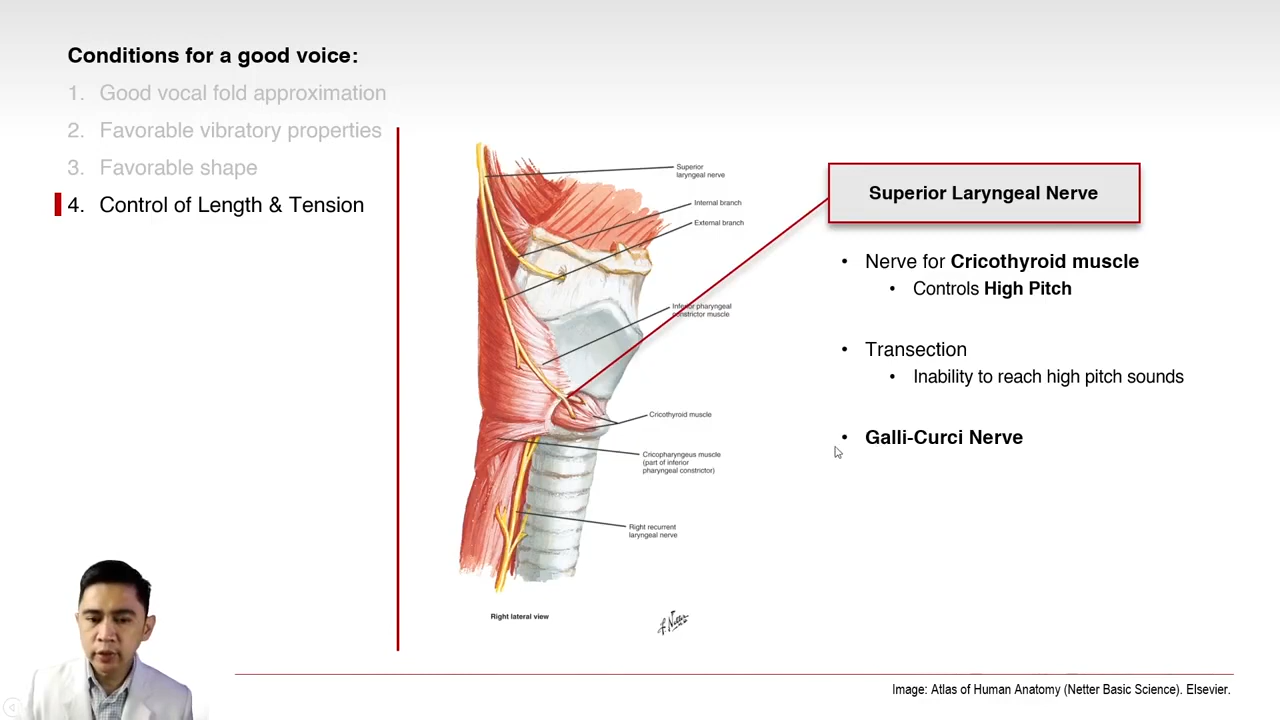 Conditions for a good voice:
1. Good vocal fold approximation
2. Favorable vibratory properties
3. Favorable shape
4. Control of Length & Tension
Superior
laryngeal nerve
Internal branch
External branch
Inferior pharyngeal
constrictor muscle
Cricothyroid muscle
Cricopharyngeus muscle
(part of inferior
pharyngeal constrictor)
Right recurrent
laryngeal nerve
Right lateral view
F. Netter
Superior Laryngeal Nerve
• Nerve for Cricothyroid muscle
• Controls High Pitch
• Transection
• Inability to reach high pitch sounds
• Galli-Curci Nerve
Image: Atlas of Human Anatomy (Netter Basic Science). Elsevier.